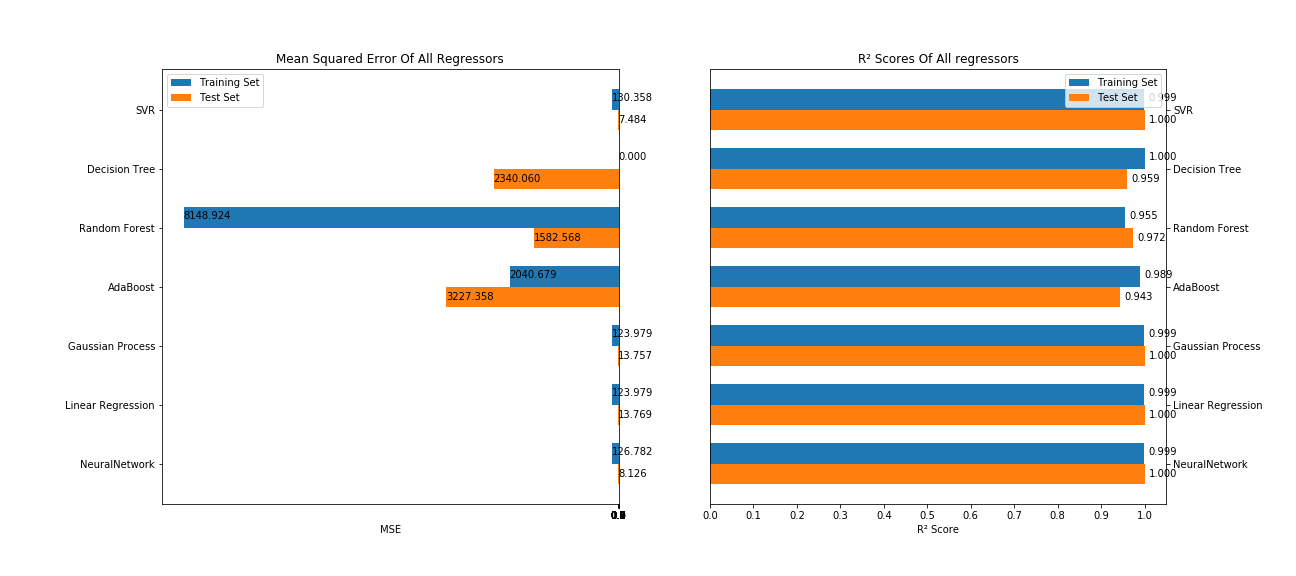 Mean Squared Error Of All Regressors
Training Set
Test Set
SVR
130.358
7.484
Decision Tree
0.000
2340.060
Random Forest
8148.924
1582.568
AdaBoost
2040.679
3227.358
Gaussian Process
123.979
13.757
Linear Regression
123.979
13.769
NeuralNetwork
126.782
8.126
MSE
R² Scores Of All regressors
Training Set
Test Set
0.999
1.000
SVR
1.000
0.959
Decision Tree
0.955
0.972
Random Forest
0.989
0.943
AdaBoost
0.999
1.000
Gaussian Process
0.999
1.000
Linear Regression
0.999
1.000
NeuralNetwork
0.0 0.1 0.2 0.3 0.4 0.5 0.6 0.7 0.8 0.9 1.0
R² Score